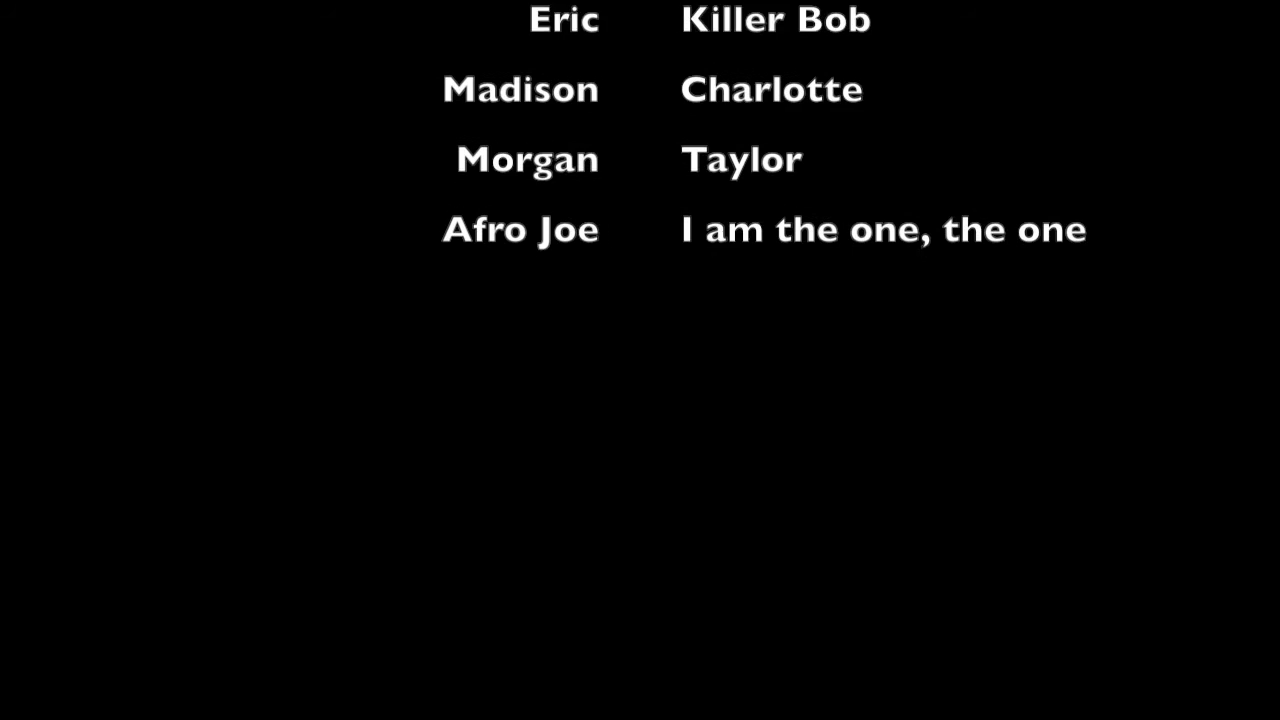 Eric Killer Bob
Madison Charlotte
Morgan Taylor
Afro Joe I am the one, the one